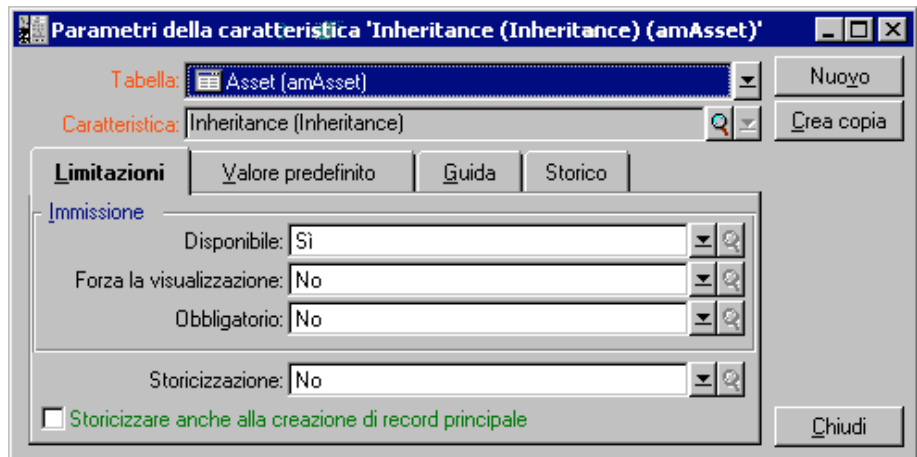 Parametri della caratteristica 'Inheritance (Inheritance) (amAsset)'
Tabella: Asset (amAsset) Nuovo
Caratteristica: Inheritance (Inheritance) Crea copia
Limitazioni Valore predefinito Guida Storico
Immissione
Disponibile: Sì
Forza la visualizzazione: No
Obbligatorio: No
Storicizzazione: No
Storicizzare anche alla creazione di record principale
Chiudi